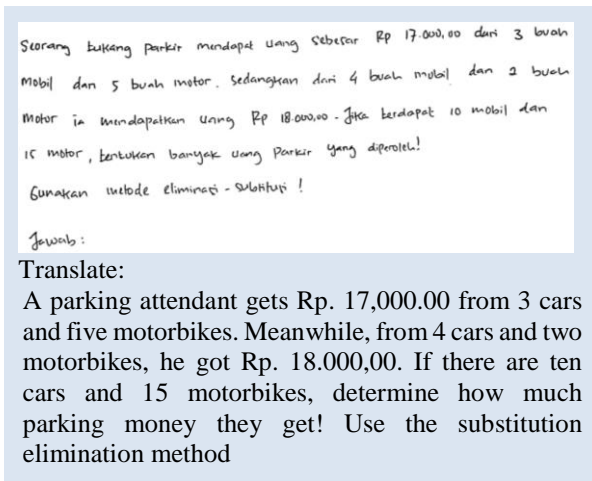 Seorang tukang parkir mendapat uang sebesar Rp 17.000,00 dari 3 buah
mobil dan 5 buah motor. Sedangkan dari 4 buah mobil dan 2 buah
motor ia mendapatkan uang Rp 18.000,00. Jika terdapat 10 mobil dan
15 motor, tentukan banyak uang parkir yang diperoleh!
Gunakan metode eliminasi - substitusi !
Jawab :
Translate:
A parking attendant gets Rp. 17,000.00 from 3 cars
and five motorbikes. Meanwhile, from 4 cars and two
motorbikes, he got Rp. 18.000,00. If there are ten
cars and 15 motorbikes, determine how much
parking money they get! Use the substitution
elimination method